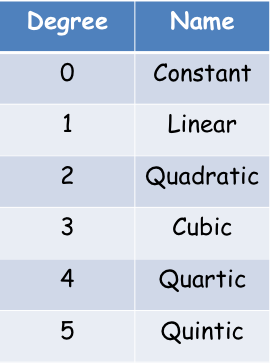 Degree Name
0 Constant
1 Linear
2 Quadratic
3 Cubic
4 Quartic
5 Quintic